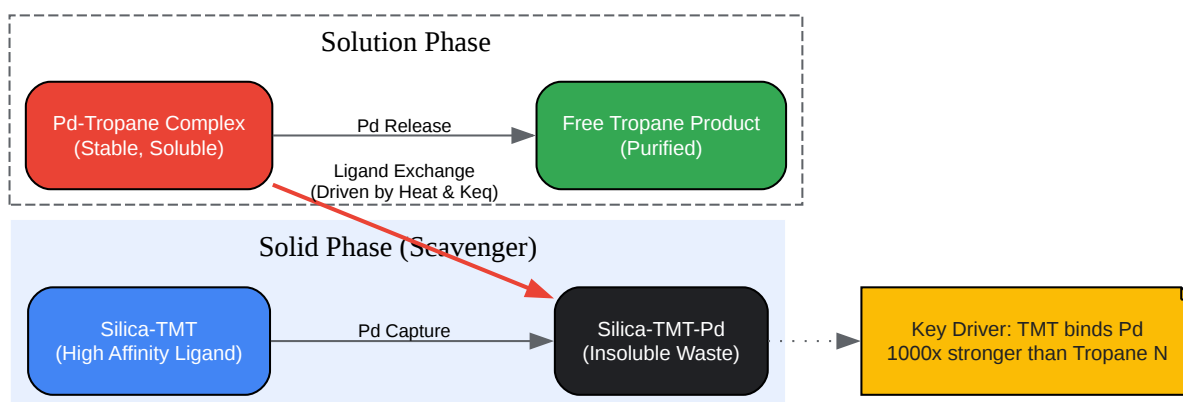 Solution Phase
Pd-Tropane Complex
(Stable, Soluble)
Pd Release
Free Tropane Product
(Purified)
Ligand Exchange
(Driven by Heat & Keq)
Solid Phase (Scavenger)
Silica-TMT
(High Affinity Ligand)
Pd Capture
Silica-TMT-Pd
(Insoluble Waste)
Key Driver: TMT binds Pd
1000x stronger than Tropane N